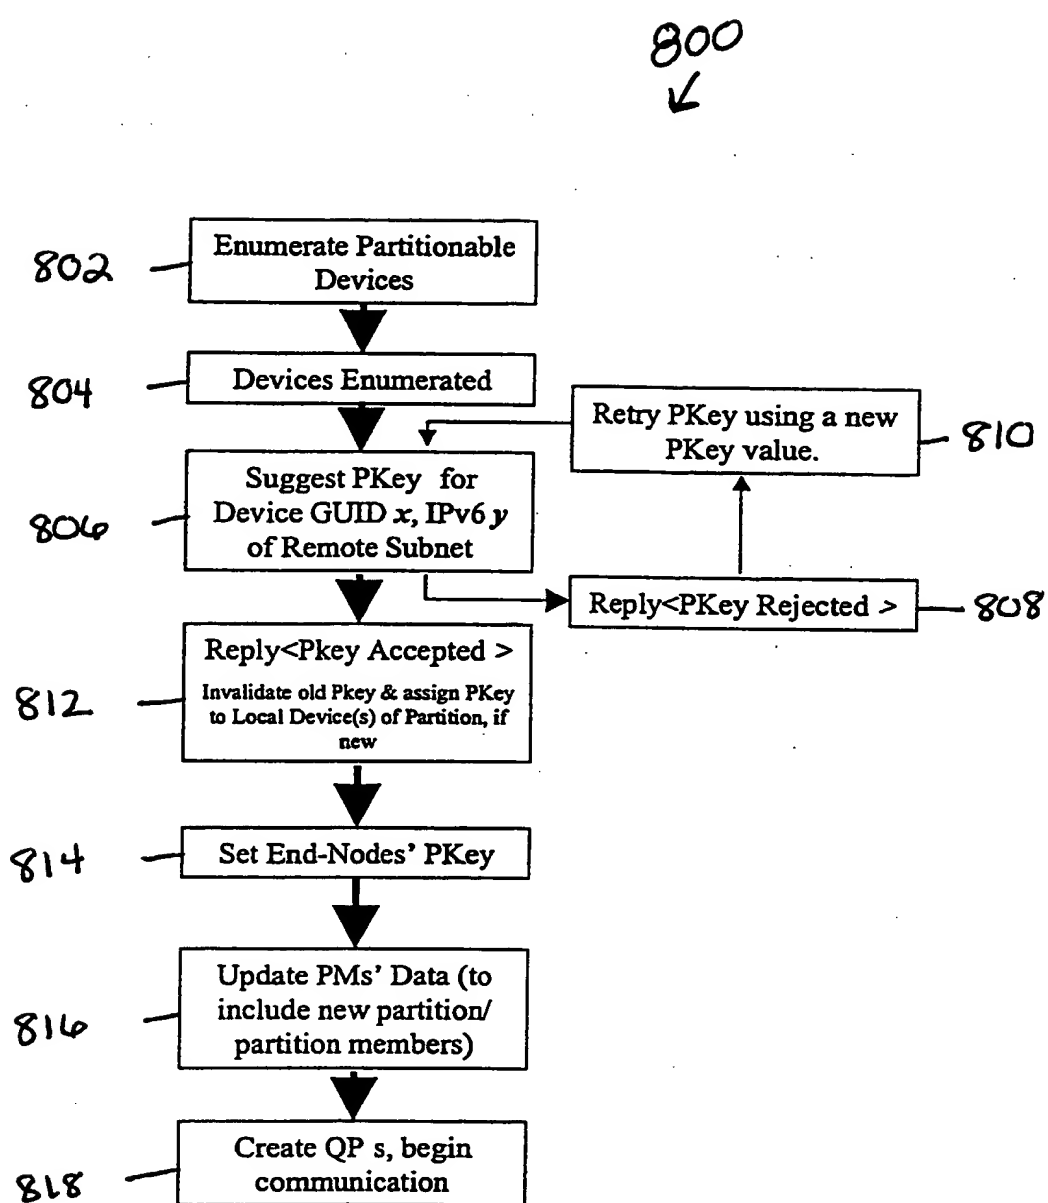 800
802
Enumerate Partitionable
Devices
804
Devices Enumerated
Retry PKey using a new
PKey value.
810
806
Suggest PKey for
Device GUID x, IPv6 y
of Remote Subnet
Reply<PKey Rejected >
808
812
Reply<Pkey Accepted >
Invalidate old Pkey & assign PKey
to Local Device(s) of Partition, if
new
814
Set End-Nodes' PKey
816
Update PMs' Data (to
include new partition/
partition members)
818
Create QP s, begin
communication